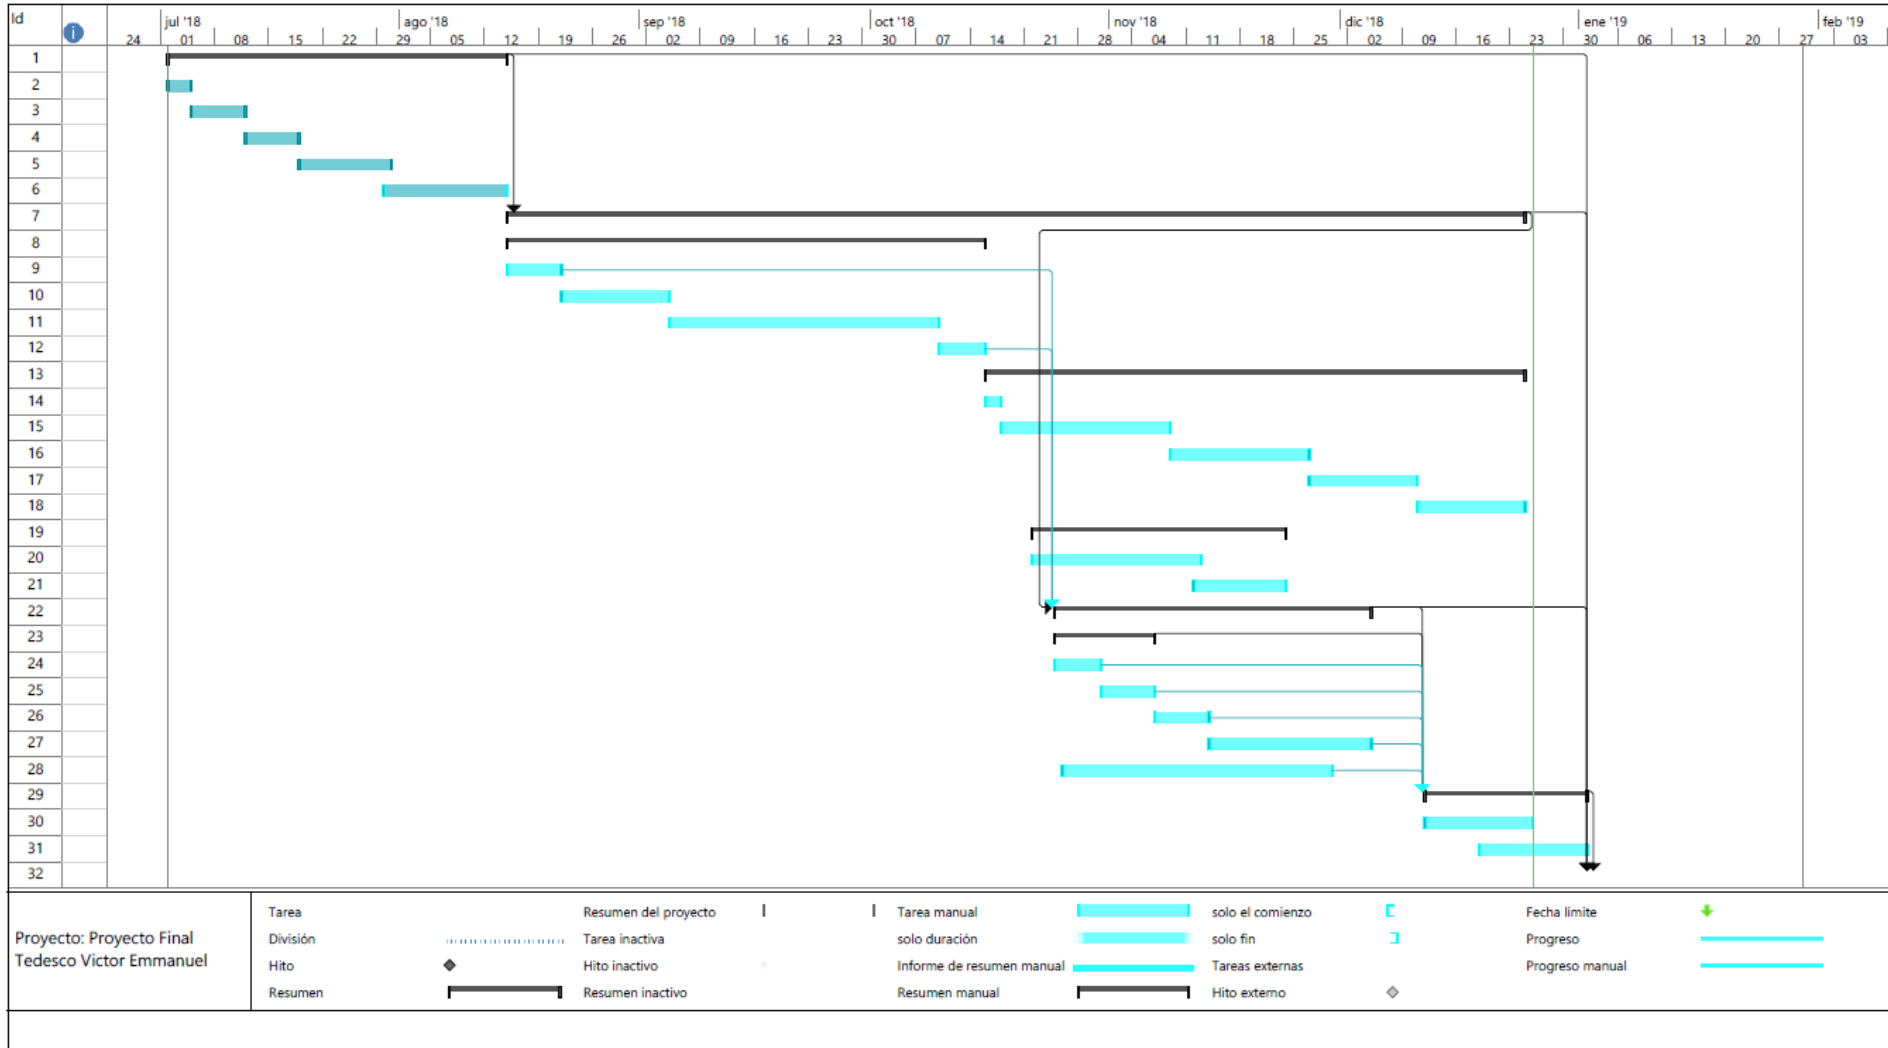 Id
jul '18 ago '18 sep '18 oct '18 nov '18 dic '18 ene '19 feb '19
i
24 01 08 15 22 29 05 12 19 26 02 09 16 23 30 07 14 21 28 04 11 18 25 02 09 16 23 30 06 13 20 27 03
1
2
3
4
5
6
7
8
9
10
11
12
13
14
15
16
17
18
19
20
21
22
23
24
25
26
27
28
29
30
31
32
Proyecto: Proyecto Final
Tedesco Victor Emmanuel
Tarea
División
Hito
Resumen
Resumen del proyecto
Tarea inactiva
Hito inactivo
Resumen inactivo
Tarea manual
solo duración
Informe de resumen manual
Resumen manual
solo el comienzo
solo fin
Tareas externas
Hito externo
Fecha límite
Progreso
Progreso manual